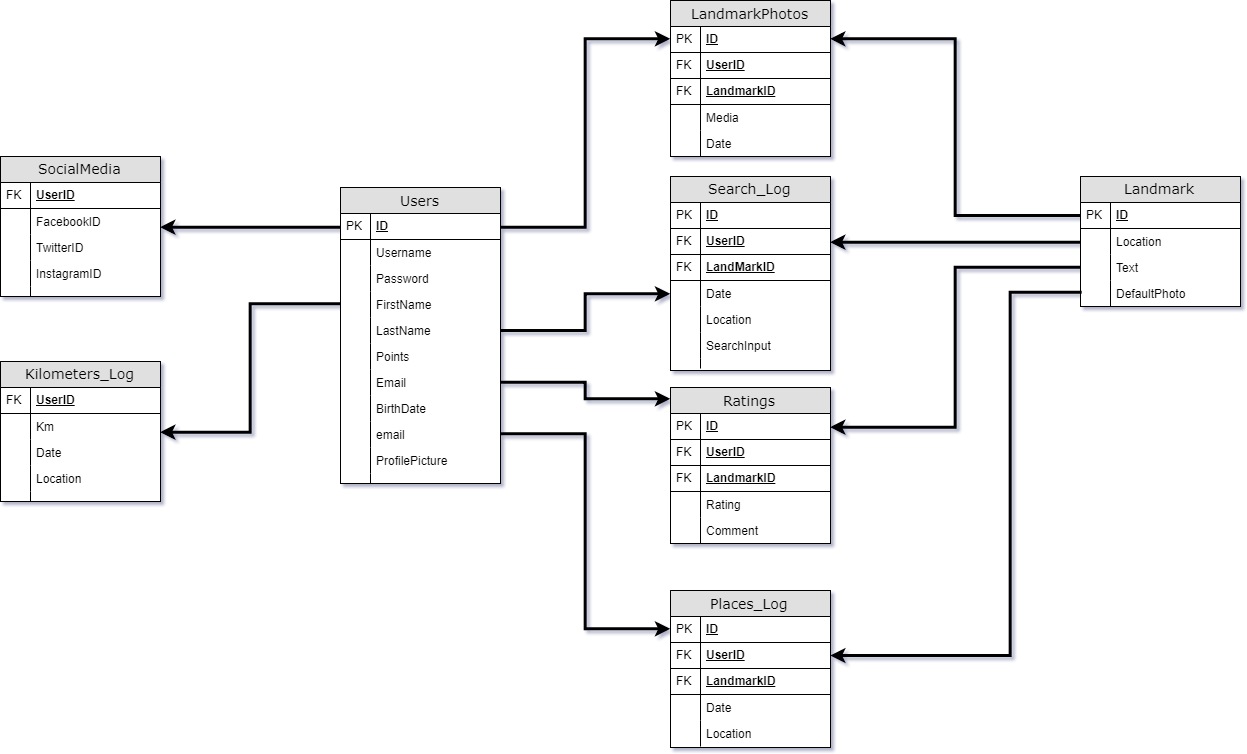 LandmarkPhotos
PK ID
FK UserID
FK LandmarkID
Media
Date
SocialMedia
FK UserID
FacebookID
TwitterID
InstagramID
Users
PK ID
Username
Password
FirstName
LastName
Points
Email
BirthDate
email
ProfilePicture
Search_Log
PK ID
FK UserID
FK LandMarkID
Date
Location
SearchInput
Landmark
PK ID
Location
Text
DefaultPhoto
Kilometers_Log
FK UserID
Km
Date
Location
Ratings
PK ID
FK UserID
FK LandmarkID
Rating
Comment
Places_Log
PK ID
FK UserID
FK LandmarkID
Date
Location